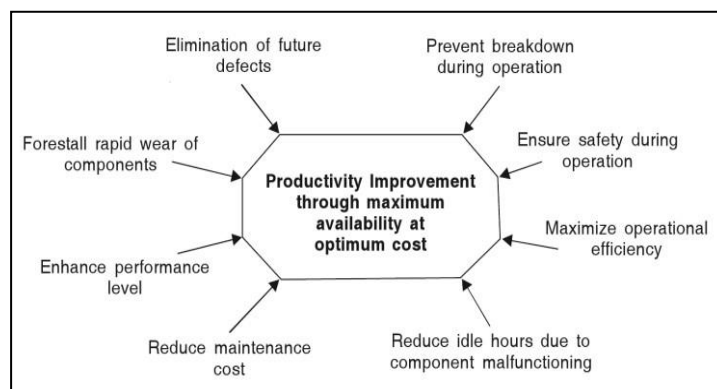 Elimination of future
defects
Prevent breakdown
during operation
Forestall rapid wear of
components
Ensure safety during
operation
Productivity Improvement
through maximum
availability at
optimum cost
Enhance performance
level
Maximize operational
efficiency
Reduce maintenance
cost
Reduce idle hours due to
component malfunctioning